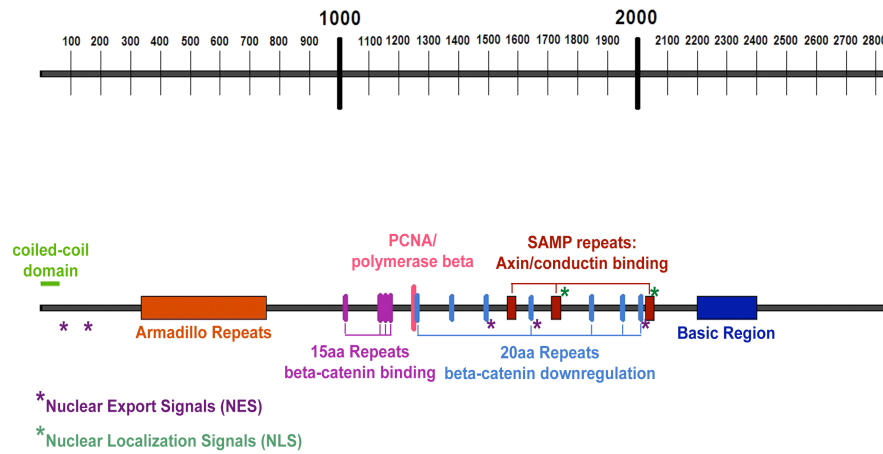 1000 2000
100 200 300 400 500 600 700 800 900 1100 1200 1300 1400 1500 1600 1700 1800 1900 2100 2200 2300 2400 2500 2600 2700 2800
PCNA/
polymerase beta
SAMP repeats:
Axin/conductin binding
coiled-coil
domain
*
*
* *
Armadillo Repeats
* * *
Basic Region
15aa Repeats
beta-catenin binding
20aa Repeats
beta-catenin downregulation
*Nuclear Export Signals (NES)
*Nuclear Localization Signals (NLS)